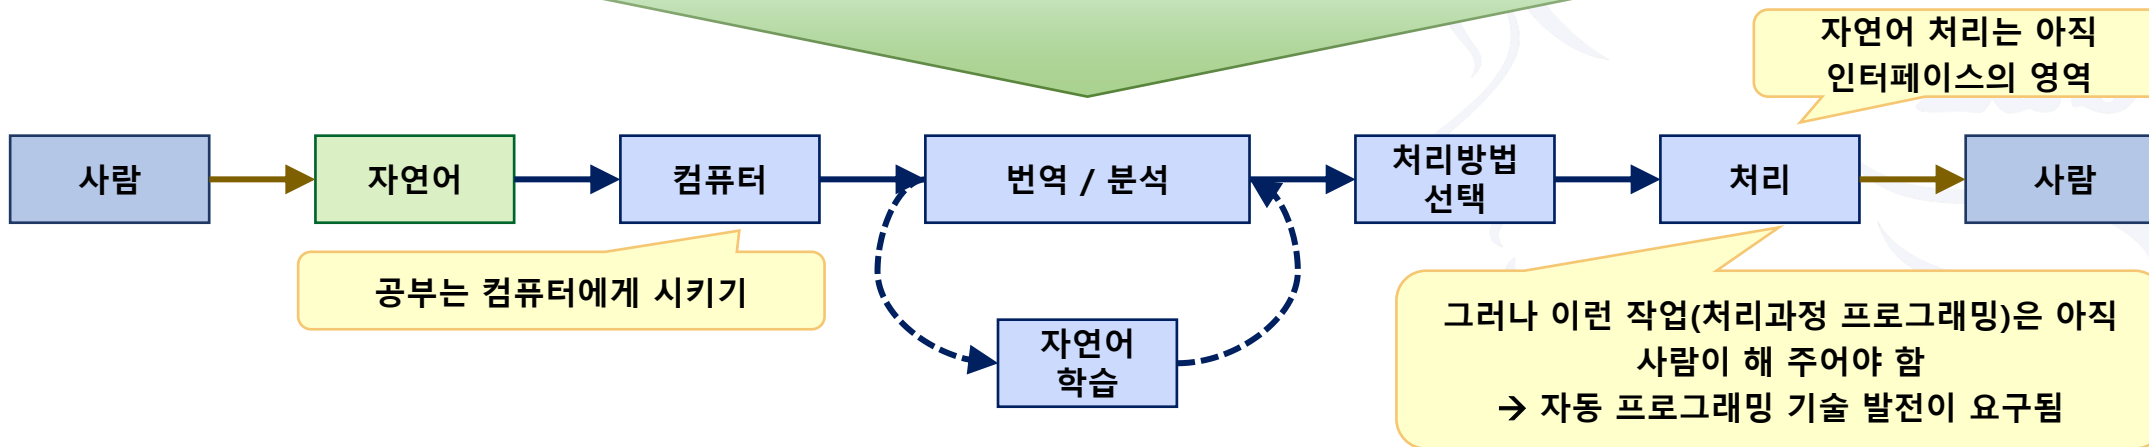 자연어 처리는 아직
인터페이스의 영역
사람
자연어
컴퓨터
번역 / 분석
처리방법
선택
처리
사람
공부는 컴퓨터에게 시키기
자연어
학습
그러나 이런 작업(처리과정 프로그래밍)은 아직
사람이 해 주어야 함
→ 자동 프로그래밍 기술 발전이 요구됨